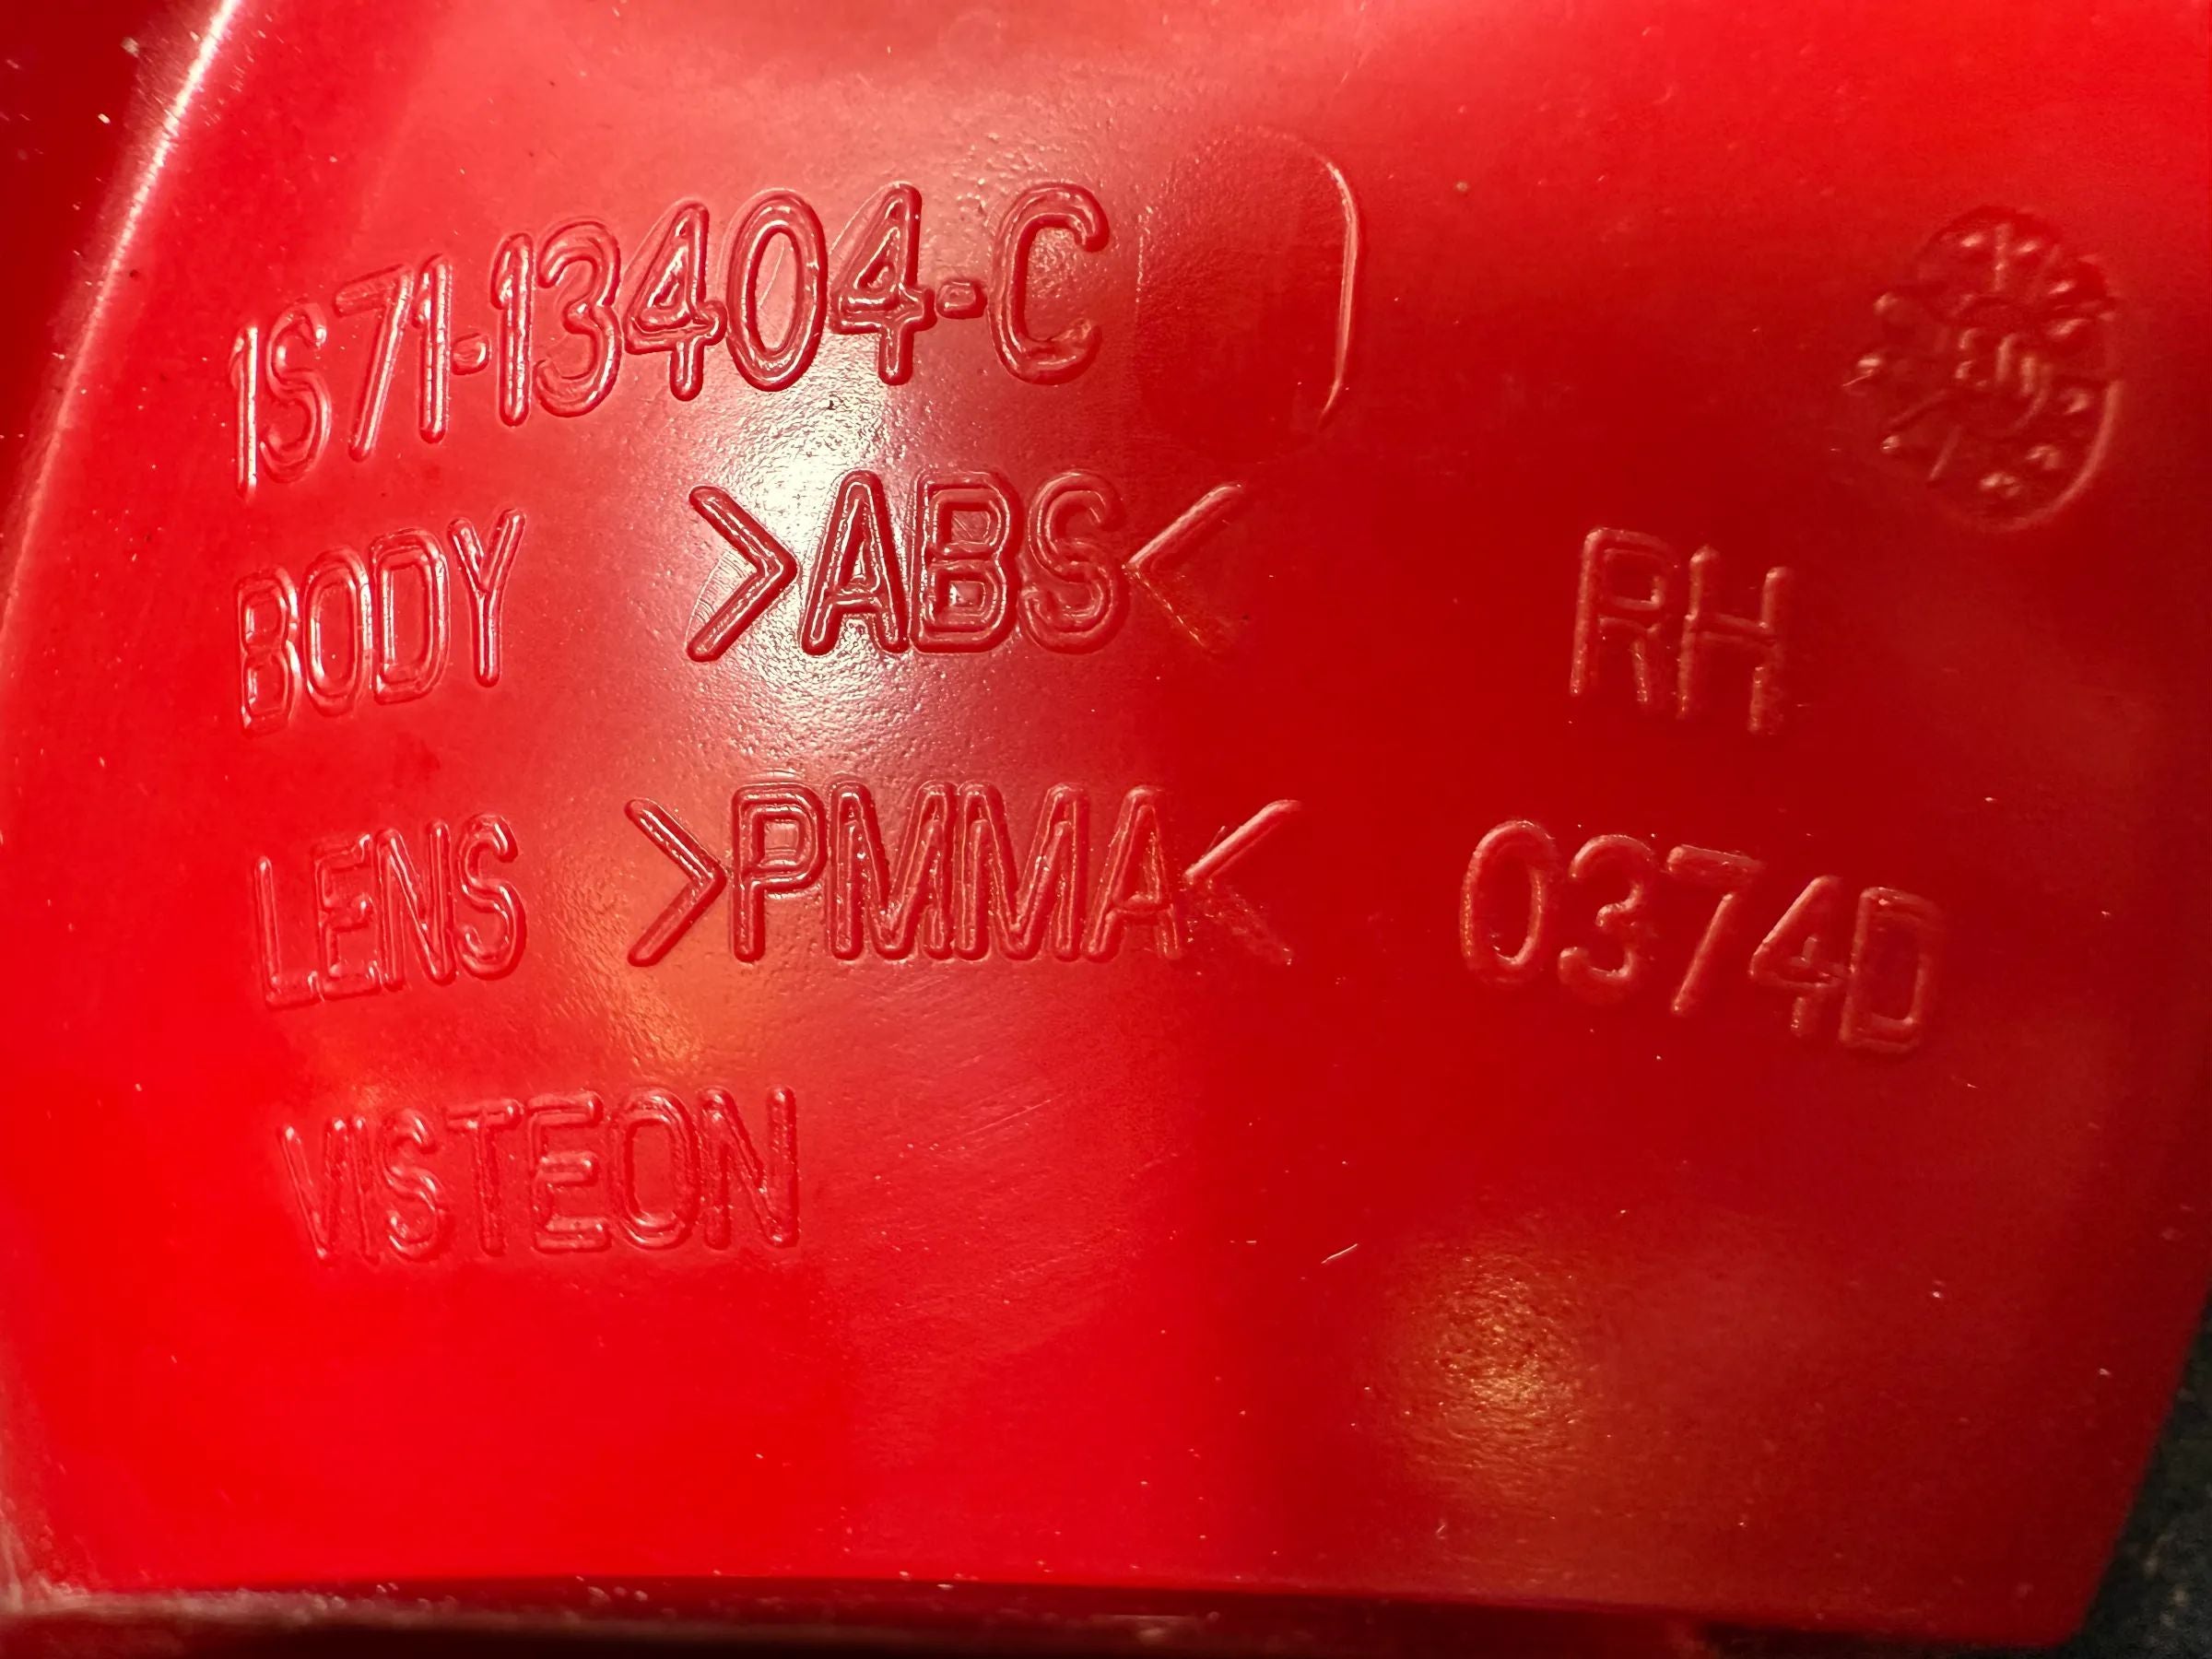 1S71-13404-C
BODY >ABS<
RH
LENS >PMMA<
0374D
VISTEON